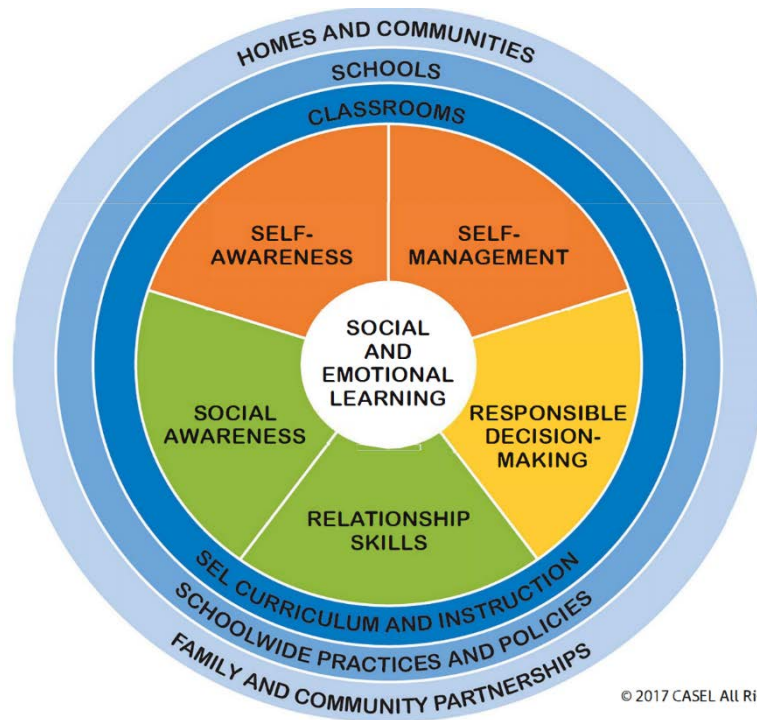 HOMES AND COMMUNITIES
SCHOOLS
CLASSROOMS
SELF-
AWARENESS
SELF-
MANAGEMENT
SOCIAL
AND
EMOTIONAL
LEARNING
SOCIAL
AWARENESS
RESPONSIBLE
DECISION-
MAKING
RELATIONSHIP
SKILLS
SEL CURRICULUM AND INSTRUCTION
SCHOOLWIDE PRACTICES AND POLICIES
FAMILY AND COMMUNITY PARTNERSHIPS
© 2017 CASEL All Ri